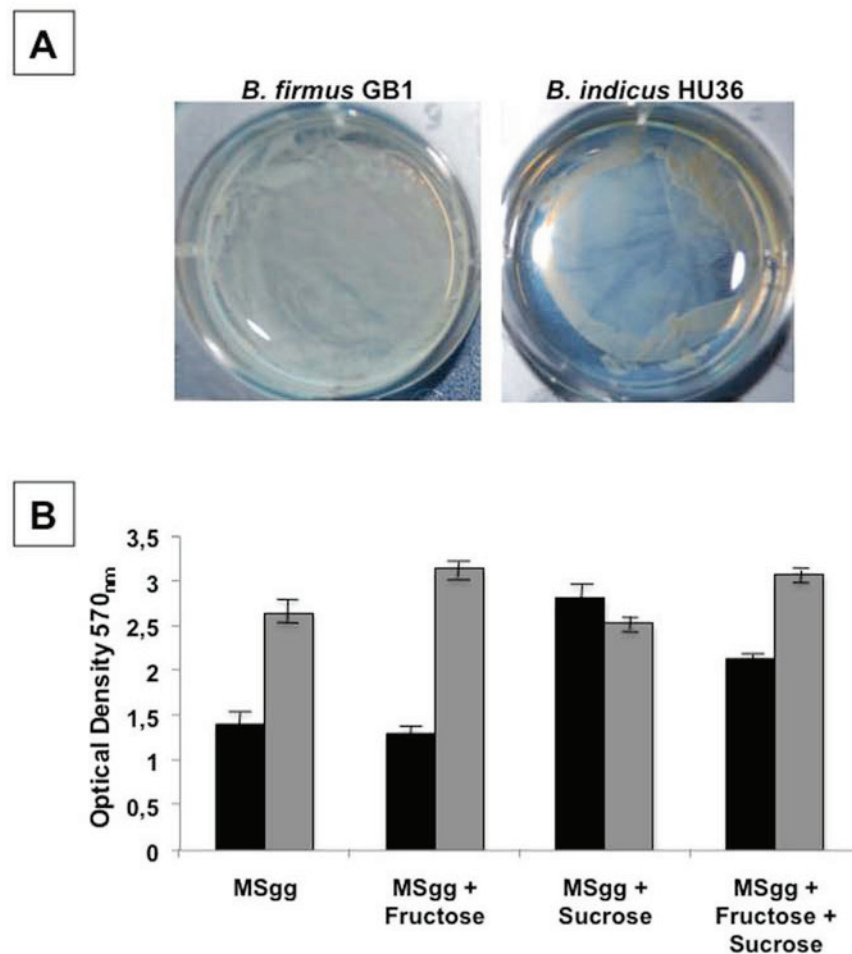 A
B. firmus GB1 B. indicus HU36
B
Optical Density 570nm
3,5
3
2,5
2
1,5
1
0,5
0
MSgg
MSgg +
Fructose
MSgg +
Sucrose
MSgg +
Fructose +
Sucrose